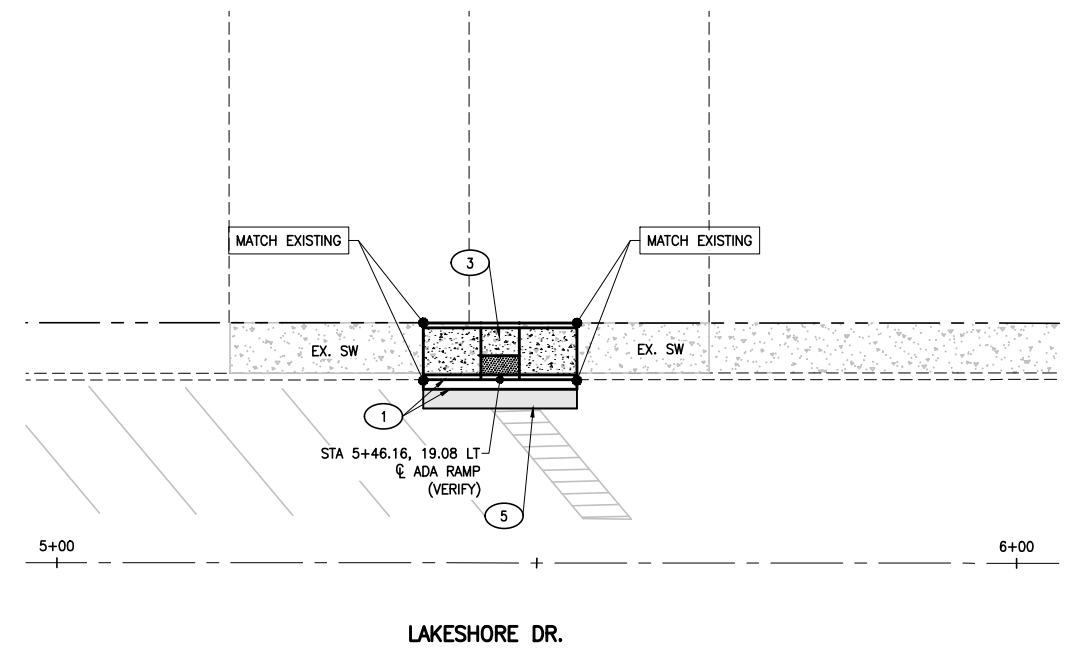 MATCH EXISTING
MATCH EXISTING
3
EX. SW
EX. SW
1
STA 5+46.16, 19.08 LT
℄ ADA RAMP
(VERIFY)
5
5+00
6+00
LAKESHORE DR.